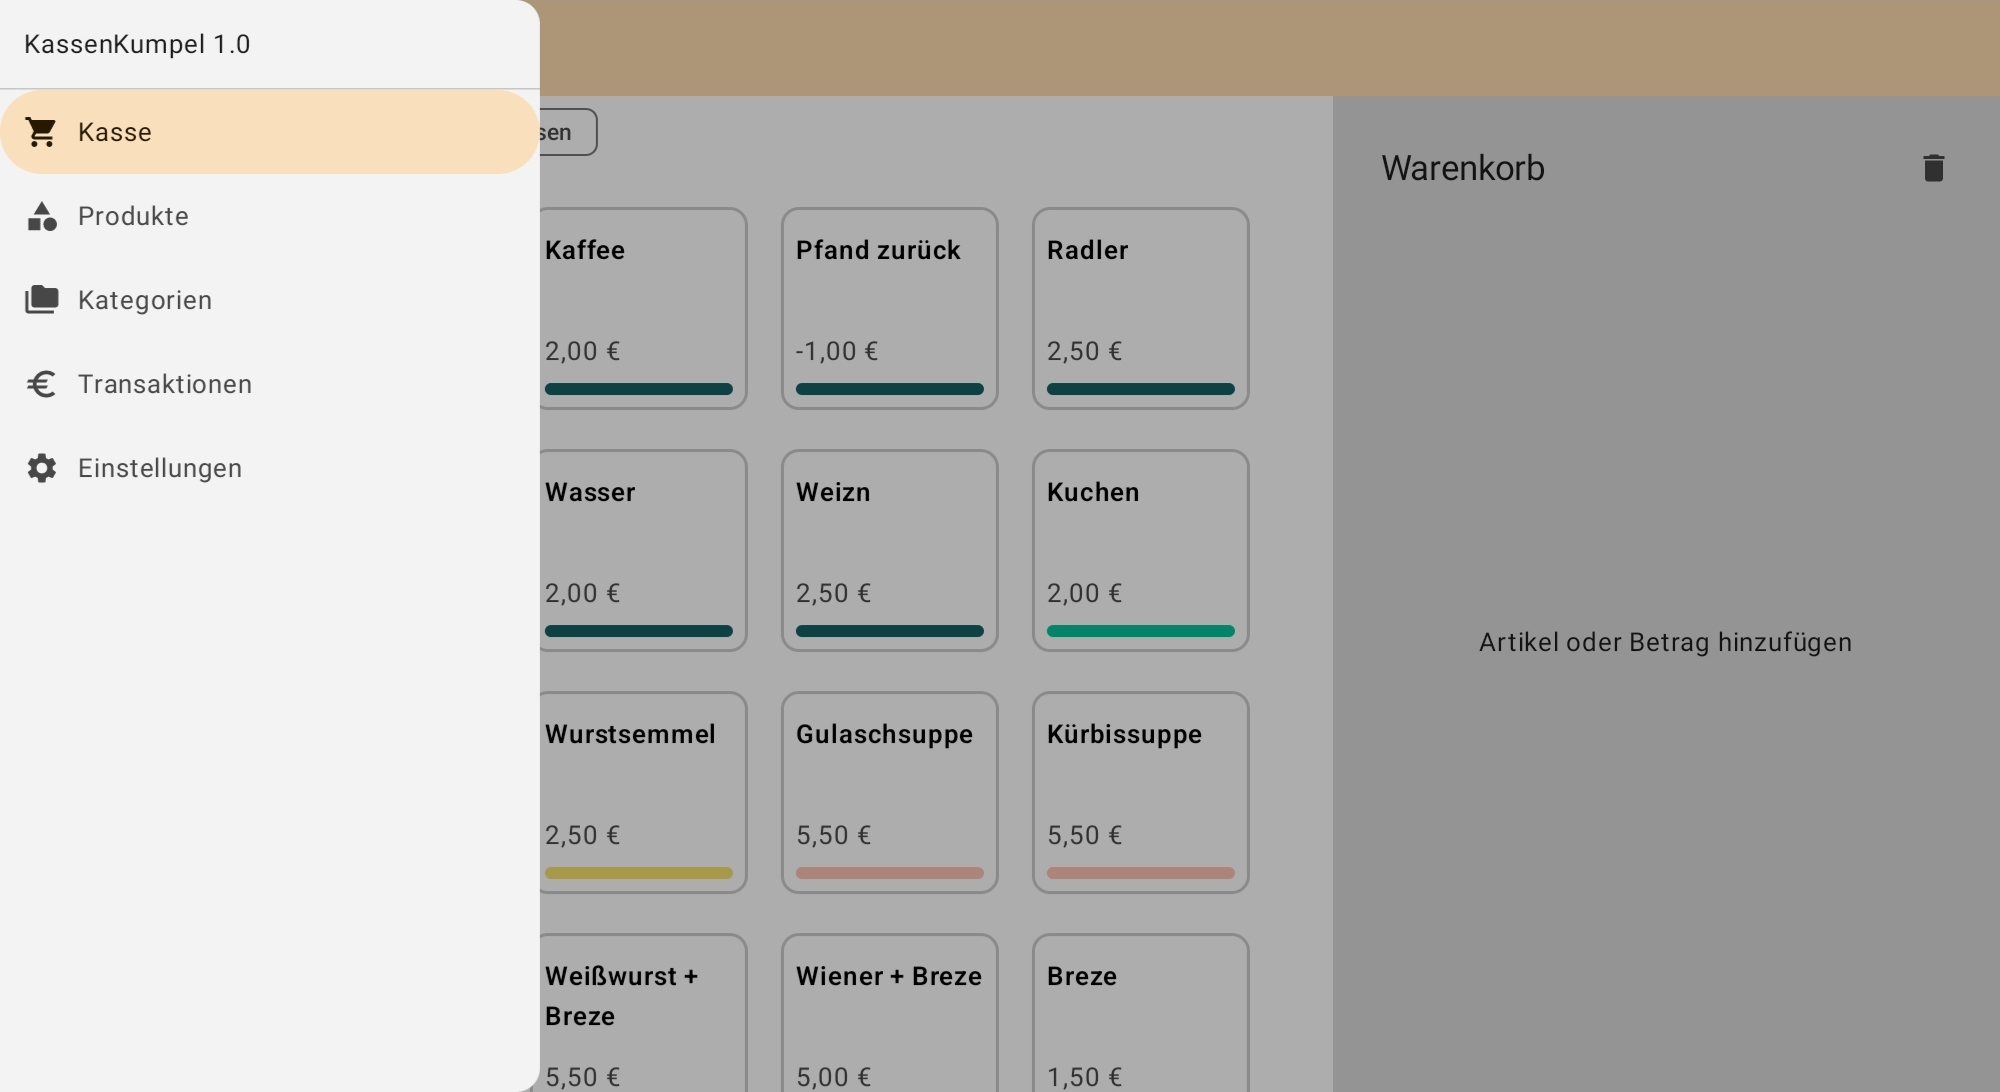 KassenKumpel 1.0
Kasse
Produkte
Kategorien
Transaktionen
Einstellungen
Kaffee
2,00 €
Pfand zurück
-1,00 €
Radler
2,50 €
Wasser
2,00 €
Weizn
2,50 €
Kuchen
2,00 €
Wurstsemmel
2,50 €
Gulaschsuppe
5,50 €
Kürbissuppe
5,50 €
Weißwurst +
Breze
5,50 €
Wiener + Breze
5,00 €
Breze
1,50 €
Warenkorb
Artikel oder Betrag hinzufügen